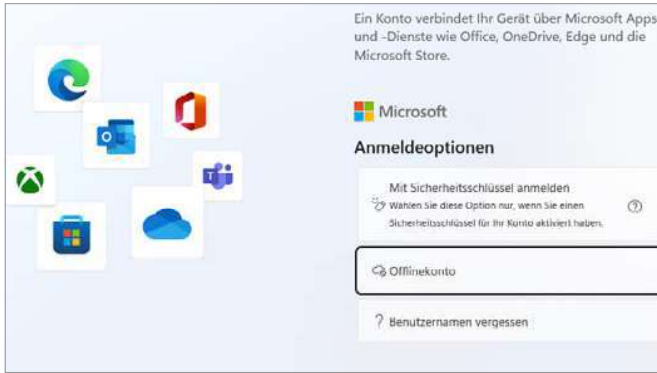 Ein Konto verbindet Ihr Gerät über Microsoft Apps
und -Dienste wie Office, OneDrive, Edge und die
Microsoft Store.
Microsoft
Anmeldeoptionen
Mit Sicherheitsschlüssel anmelden
Wählen Sie diese Option nur, wenn Sie einen
Sicherheitsschlüssel für Ihr Konto aktiviert haben.
Offlinekonto
Benutzernamen vergessen